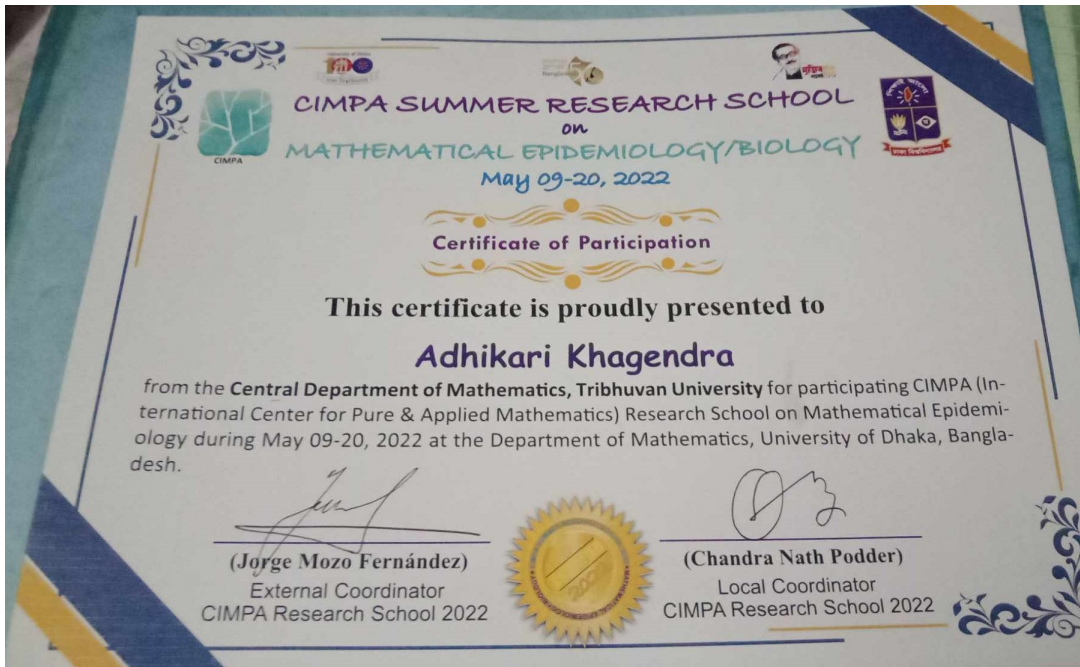 CIMPA SUMMER RESEARCH SCHOOL
on
MATHEMATICAL EPIDEMIOLOGY/BIOLOGY
May 09-20, 2022
CIMPA
Certificate of Participation
This certificate is proudly presented to
Adhikari Khagendra
from the Central Department of Mathematics, Tribhuvan University for participating CIMPA (In-
ternational Center for Pure & Applied Mathematics) Research School on Mathematical Epidemi-
ology during May 09-20, 2022 at the Department of Mathematics, University of Dhaka, Bangla-
desh.
(Jorge Mozo Fernández)
External Coordinator
CIMPA Research School 2022
(Chandra Nath Podder)
Local Coordinator
CIMPA Research School 2022